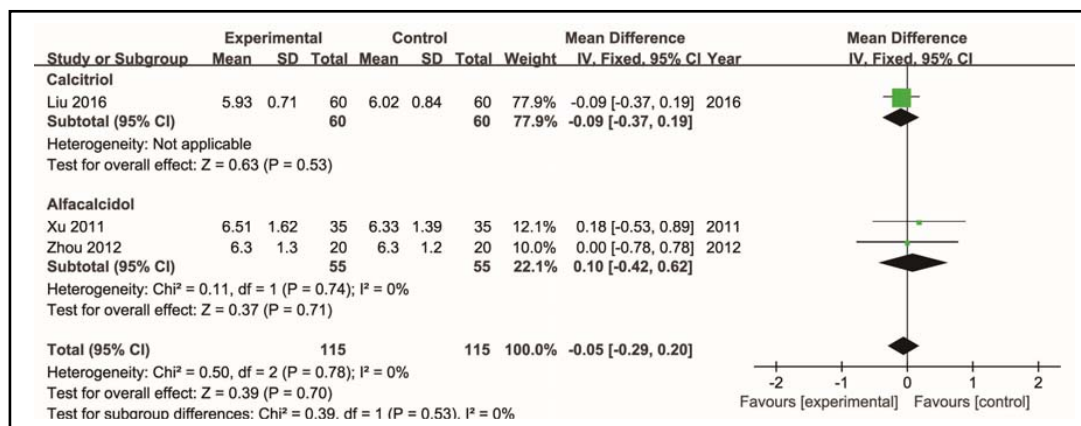 Experimental Control Mean Difference Mean Difference
Study or Subgroup Mean SD Total Mean SD Total Weight IV, Fixed, 95% CI Year IV, Fixed, 95% CI
Calcitriol
Liu 2016 5.93 0.71 60 6.02 0.84 60 77.9% -0.09 [-0.37, 0.19] 2016
Subtotal (95% CI) 60 60 77.9% -0.09 [-0.37, 0.19]
Heterogeneity: Not applicable
Test for overall effect: Z = 0.63 (P = 0.53)
Alfacalcidol
Xu 2011 6.51 1.62 35 6.33 1.39 35 12.1% 0.18 [-0.53, 0.89] 2011
Zhou 2012 6.3 1.3 20 6.3 1.2 20 10.0% 0.00 [-0.78, 0.78] 2012
Subtotal (95% CI) 55 55 22.1% 0.10 [-0.42, 0.62]
Heterogeneity: Chi² = 0.11, df = 1 (P = 0.74); I² = 0%
Test for overall effect: Z = 0.37 (P = 0.71)
Total (95% CI) 115 115 100.0% -0.05 [-0.29, 0.20]
Heterogeneity: Chi² = 0.50, df = 2 (P = 0.78); I² = 0%
Test for overall effect: Z = 0.39 (P = 0.70)
Test for subgroup differences: Chi² = 0.39, df = 1 (P = 0.53), I² = 0%
-2 -1 0 1 2
Favours [experimental] Favours [control]